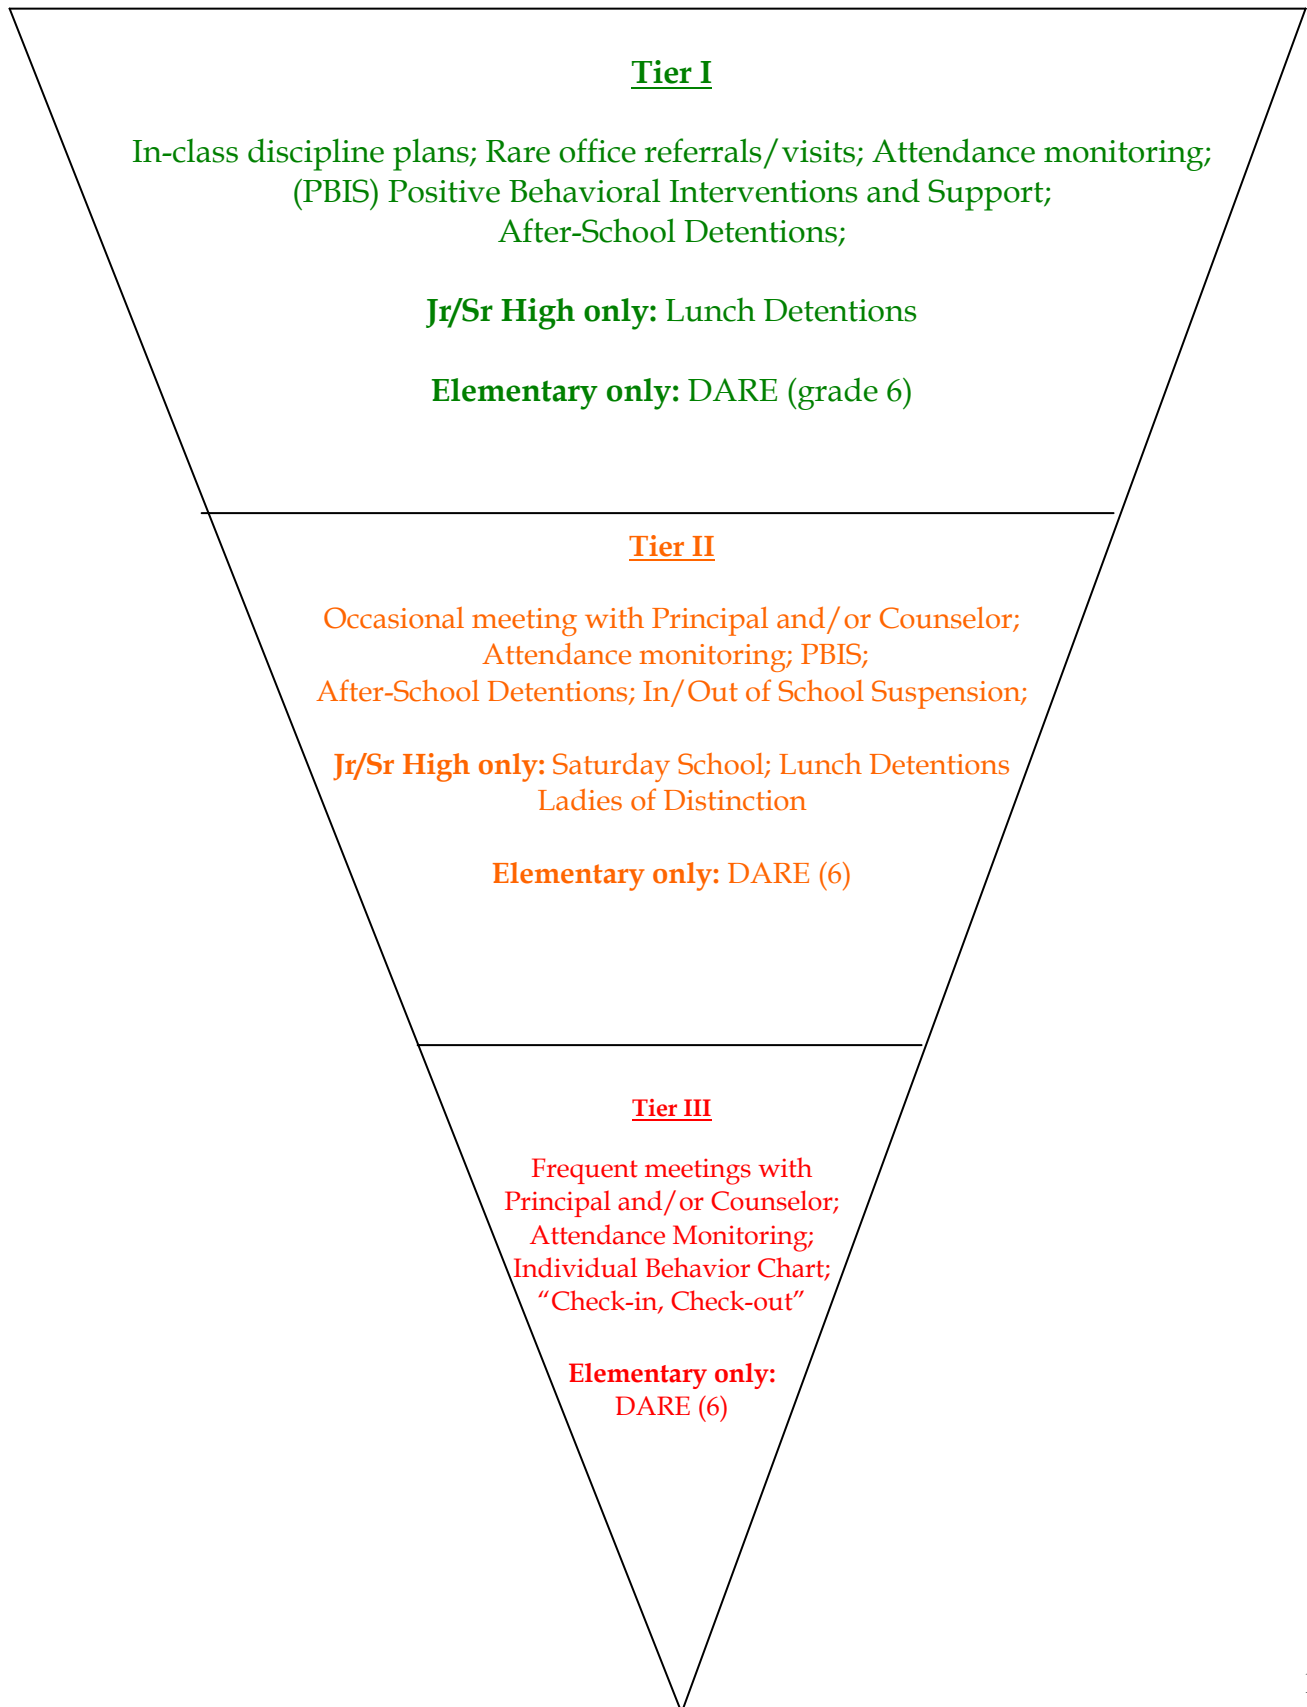 Tier I
In-class discipline plans; Rare office referrals/visits; Attendance monitoring;
(PBIS) Positive Behavioral Interventions and Support;
After-School Detentions;
Jr/Sr High only: Lunch Detentions
Elementary only: DARE (grade 6)
Tier II
Occasional meeting with Principal and/or Counselor;
Attendance monitoring; PBIS;
After-School Detentions; In/Out of School Suspension;
Jr/Sr High only: Saturday School; Lunch Detentions
Ladies of Distinction
Elementary only: DARE (6)
Tier III
Frequent meetings with
Principal and/or Counselor;
Attendance Monitoring;
Individual Behavior Chart;
“Check-in, Check-out”
Elementary only:
DARE (6)